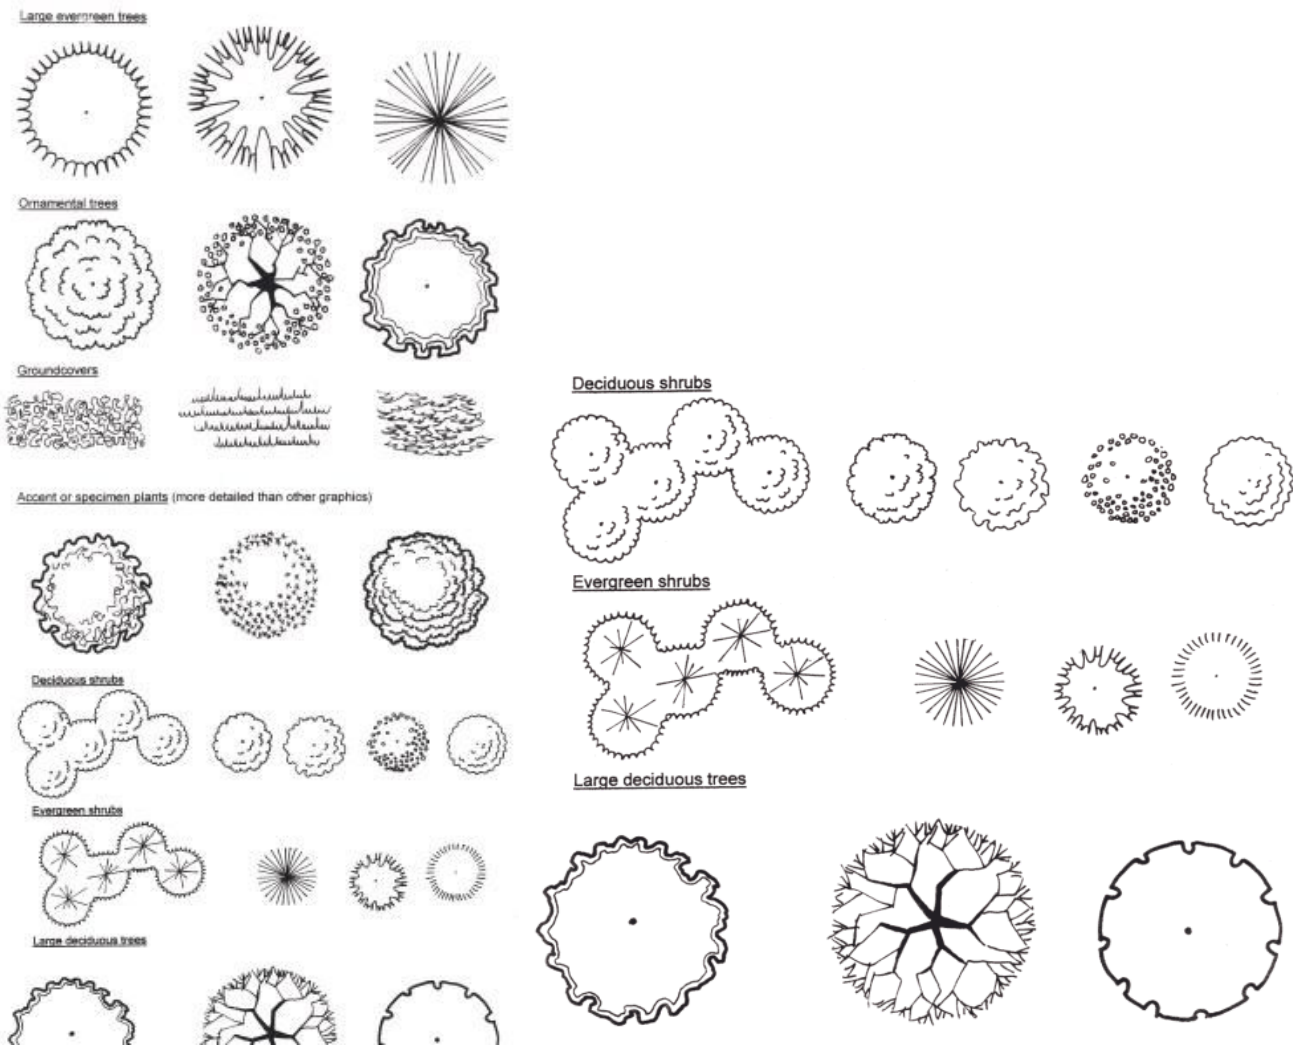 Large evergreen trees
Ornamental trees
Groundcovers
Accent or specimen plants (more detailed than other graphics)
Deciduous shrubs
Evergreen shrubs
Large deciduous trees
Deciduous shrubs
Evergreen shrubs
Large deciduous trees